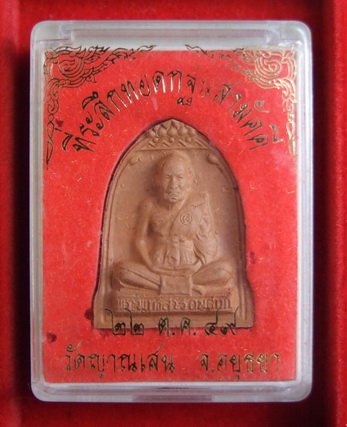 ที่ระลึกทอดกฐินสามัคคี
๒๒ ต.ค. ๔๙
วัดญาณเสน จ.อยุธยา